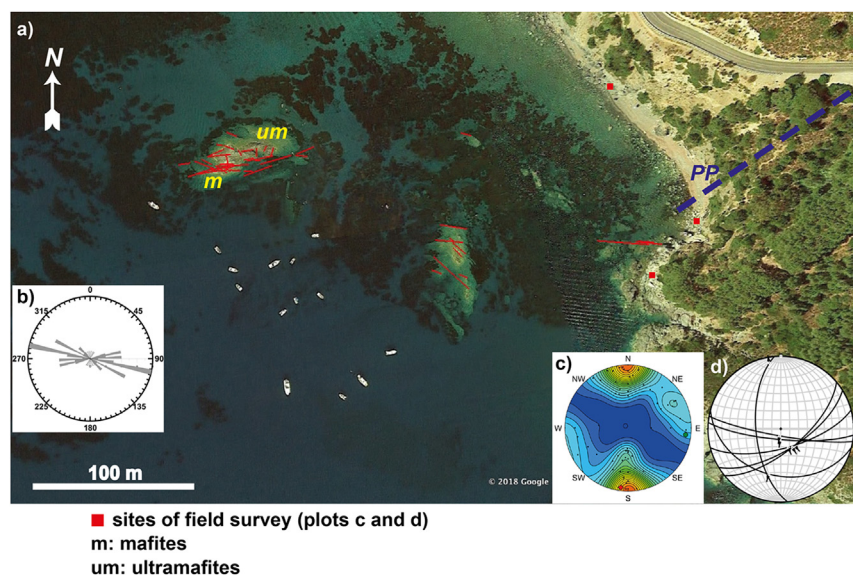 a)
N
um
m
PP
b)
0
315
45
270
90
225
135
180
c)
N
NW
NE
W
E
SW
SE
S
d)
100 m
© 2018 Google
sites of field survey (plots c and d)
m: mafites
um: ultramafites